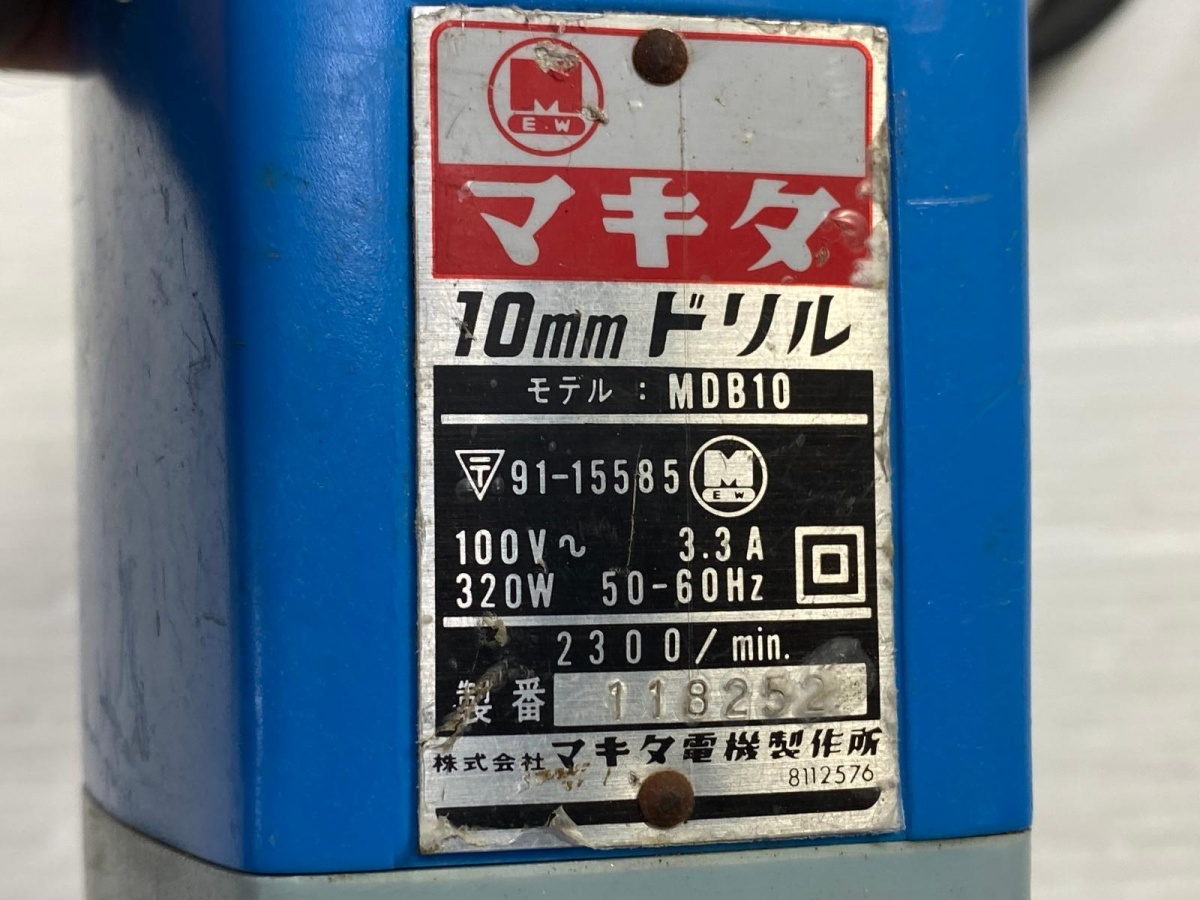 M
E.W
マキタ
10mmドリル
モデル : MDB10
〒 91-15585 M E W
100V～ 3.3A
320W 50-60Hz
2300/min.
製番 118252
株式会社マキタ電機製作所
8112576